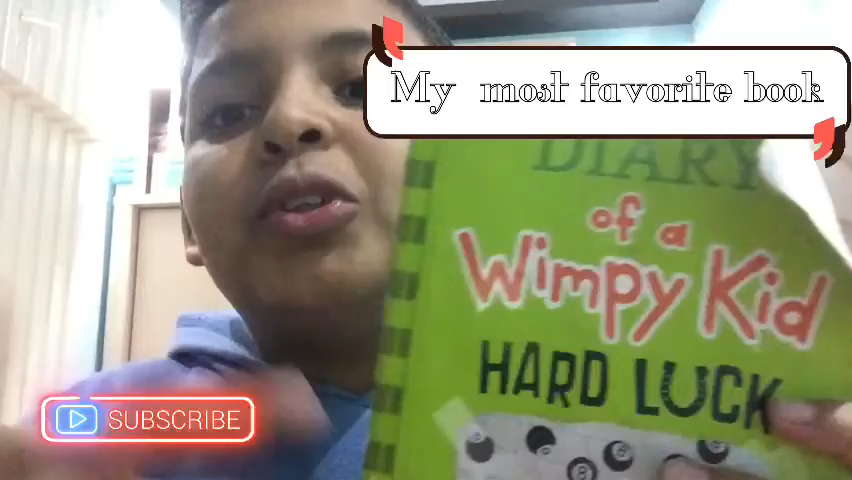 My most favorite book
DIARY
of a
Wimpy Kid
HARD LUCK
SUBSCRIBE